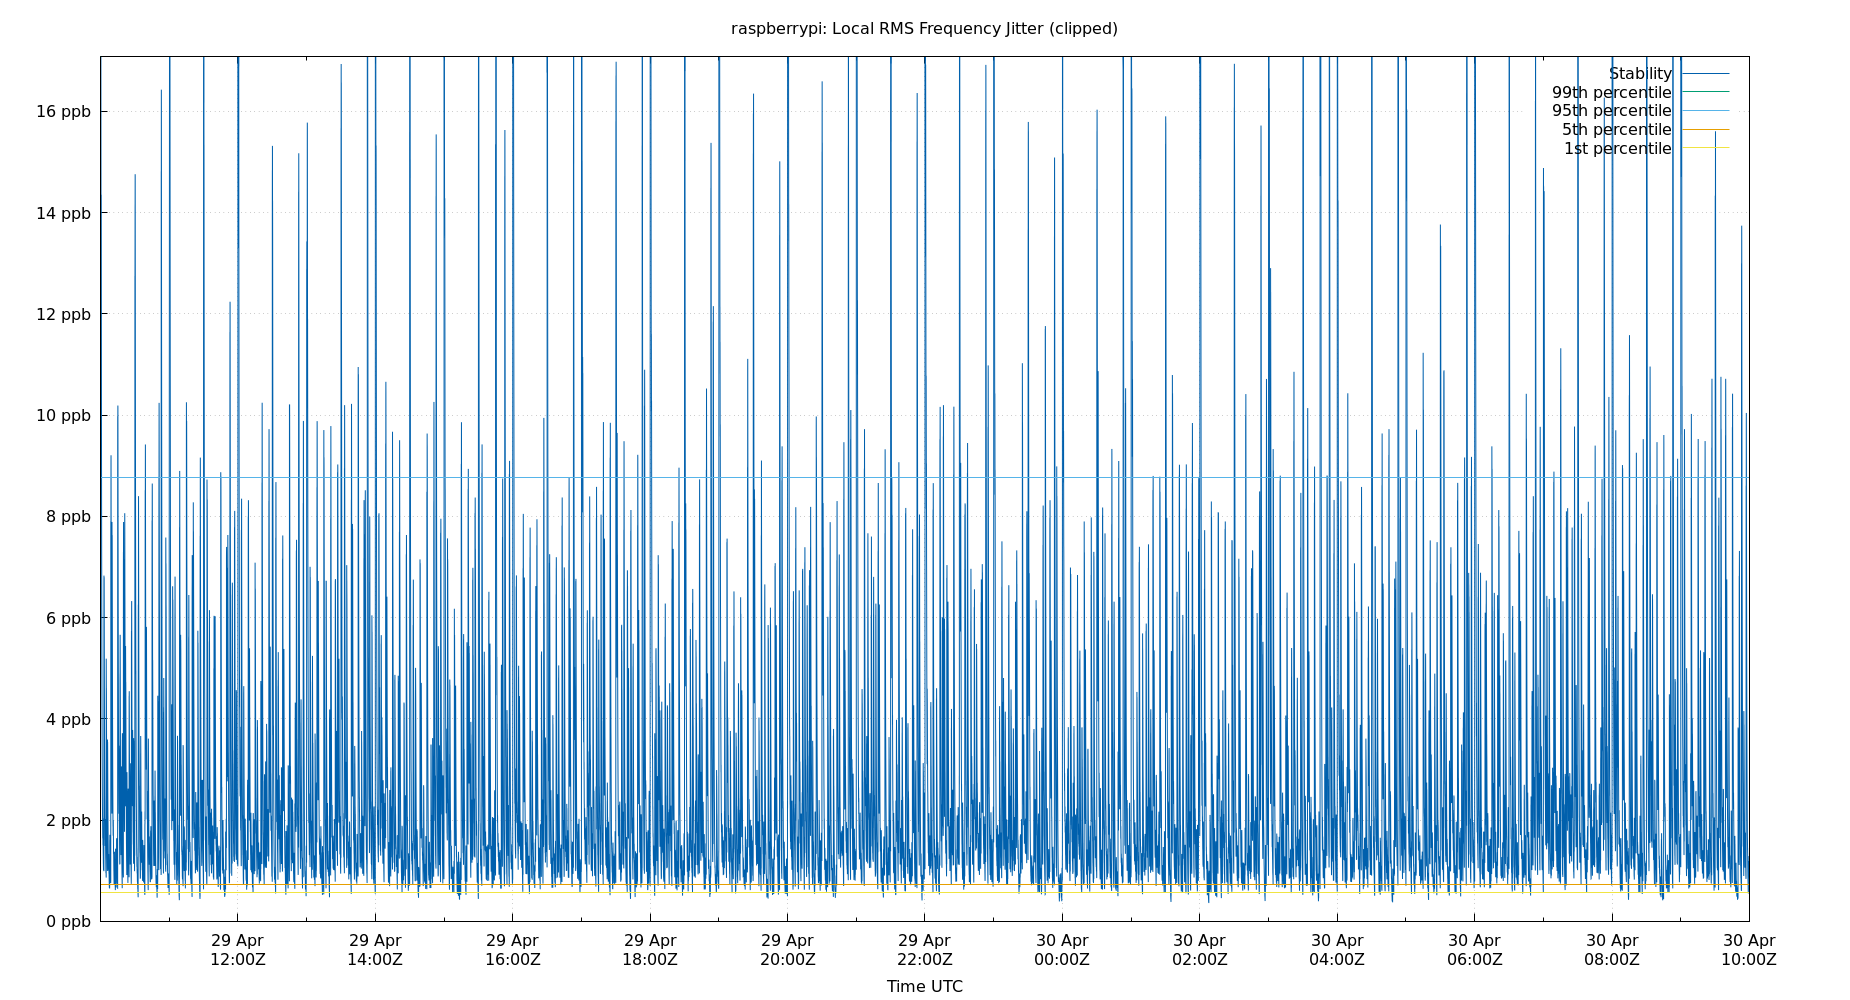 raspberrypi: Local RMS Frequency Jitter (clipped)
Stability
99th percentile
95th percentile
5th percentile
1st percentile
16 ppb
14 ppb
12 ppb
10 ppb
8 ppb
6 ppb
4 ppb
2 ppb
0 ppb
29 Apr 29 Apr 29 Apr 29 Apr 29 Apr 29 Apr 30 Apr 30 Apr 30 Apr 30 Apr 30 Apr 30 Apr
12:00Z 14:00Z 16:00Z 18:00Z 20:00Z 22:00Z 00:00Z 02:00Z 04:00Z 06:00Z 08:00Z 10:00Z
Time UTC